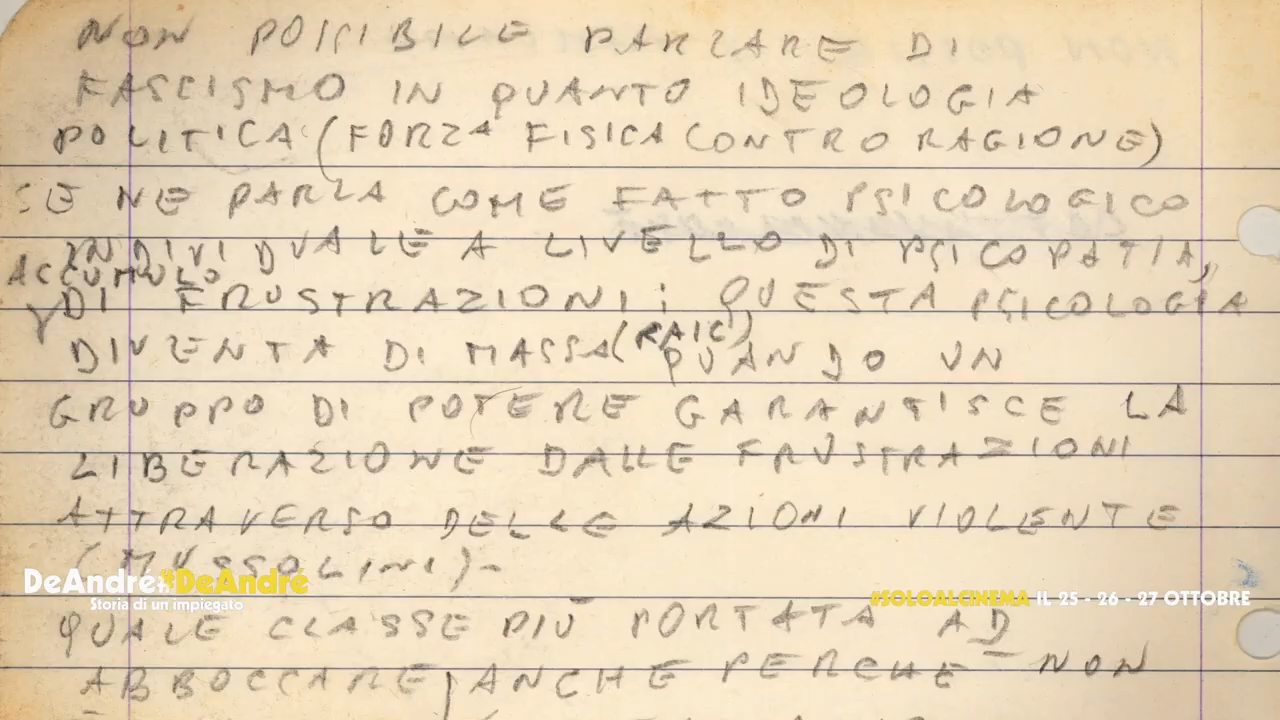 NON POSSIBILE PARLARE DI
FASCISMO IN QUANTO IDEOLOGIA
POLITICA (FORZA FISICA CONTRO RAGIONE)
SE NE PARLA COME FATTO PSICOLOGICO
INDIVIDUALE A LIVELLO DI PSICOPATIA,
ACCUMULO
DI FRUSTRAZIONI: QUESTA PSICOLOGIA
DIVENTA DI MASSA (RAIC) QUANDO UN
GRUPPO DI POTERE GARANTISCE LA
LIBERAZIONE DALLE FRUSTRAZIONI
ATTRAVERSO DELLE AZIONI VIOLENTE
(MUSSOLINI)-
DeAndré DeAndré
Storia di un impiegato
#SOLOALCINEMA IL 25 - 26 - 27 OTTOBRE
QUALE CLASSE PIÙ PORTATA AD
ABBOCCARE, ANCHE PERCHE' NON